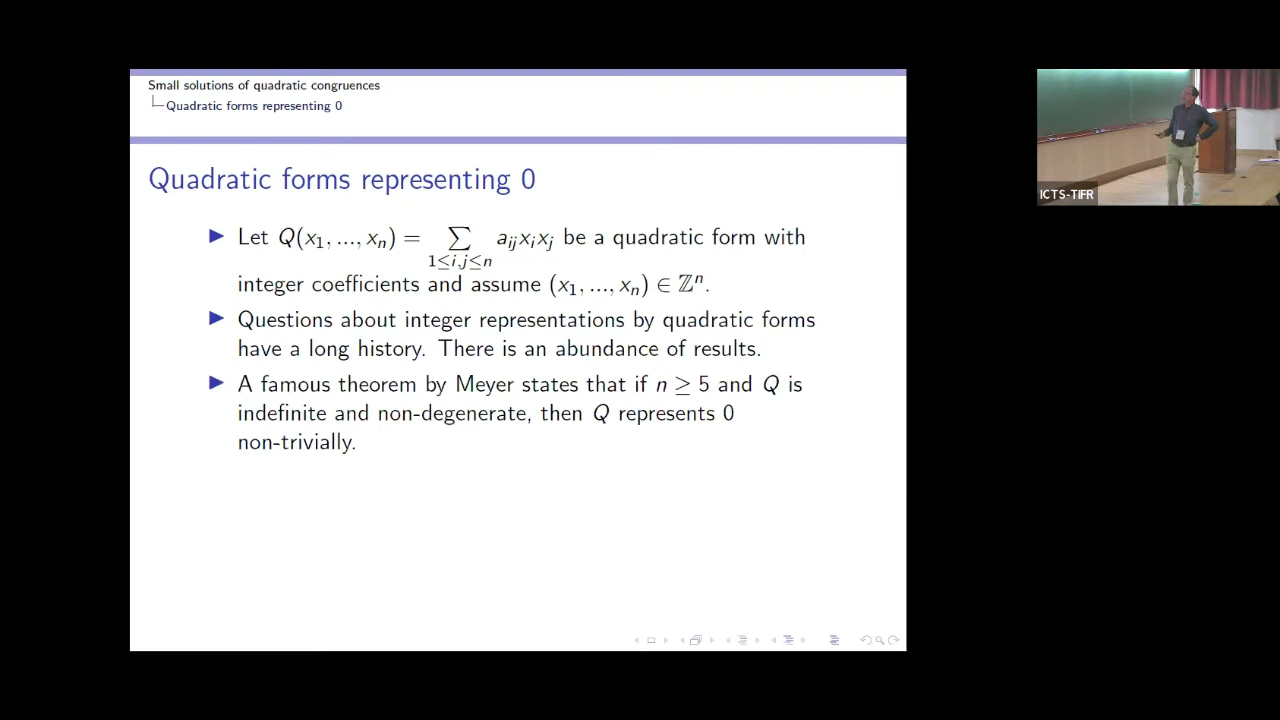 Small solutions of quadratic congruences
Quadratic forms representing 0
Quadratic forms representing 0
Let Q(x₁, ..., xₙ) = ∑ aᵢⱼxᵢxⱼ be a quadratic form with
1≤i,j≤n
integer coefficients and assume (x₁, ..., xₙ) ∈ ℤⁿ.
Questions about integer representations by quadratic forms
have a long history. There is an abundance of results.
A famous theorem by Meyer states that if n ≥ 5 and Q is
indefinite and non-degenerate, then Q represents 0
non-trivially.
ICTS-TIFR